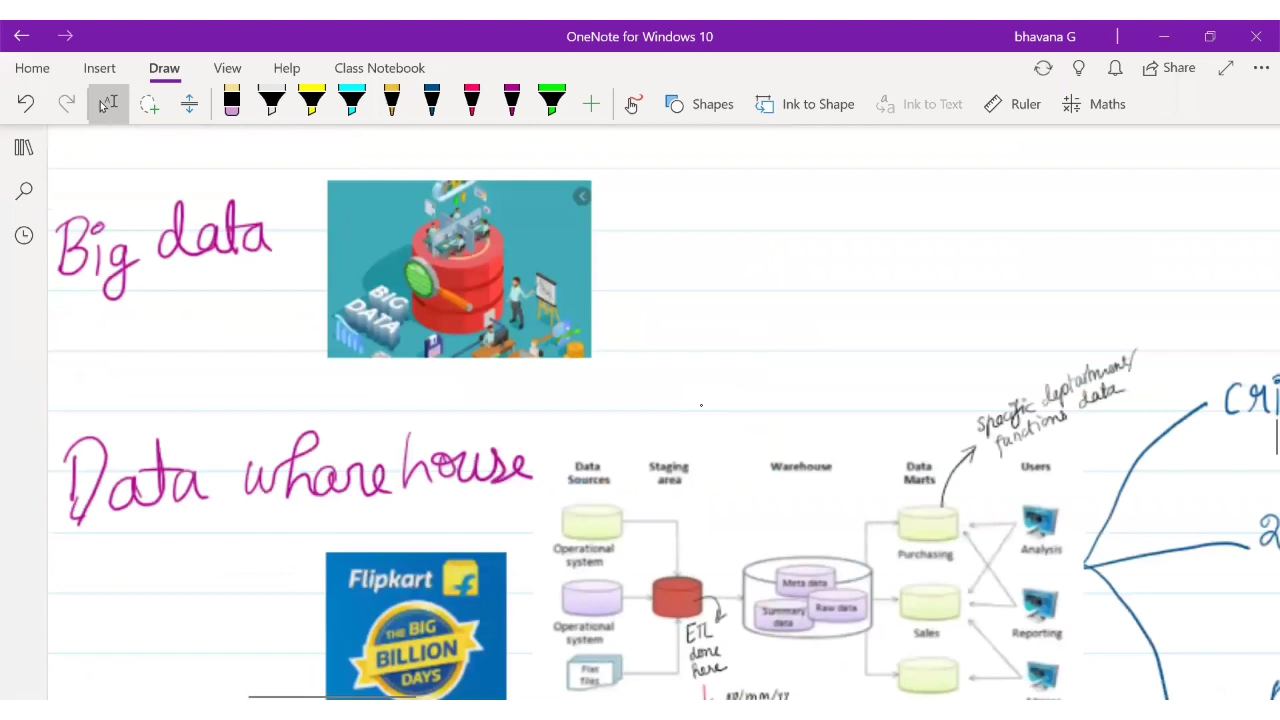 OneNote for Windows 10
bhavana G
Home Insert Draw View Help Class Notebook
Share
Shapes
Ink to Shape
Ink to Text
Ruler
Maths
Big data
BIG
DATA
specific deptartment/
functions data
cri
Data wharehouse
Data
Sources
Staging
area
Warehouse
Data
Marts
Users
Operational
system
Purchasing
Analysis
2
Flipkart
THE BIG
BILLION
DAYS
Meta data
Summary
data
Raw data
Operational
system
ETL
done
here
Sales
Reporting
files